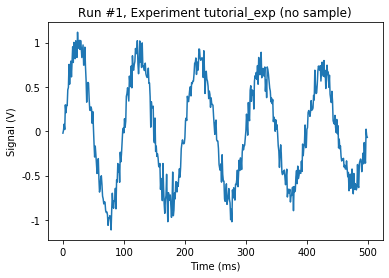 Run #1, Experiment tutorial_exp (no sample)
1
0.5
0
-0.5
-1
Signal (V)
0 100 200 300 400 500
Time (ms)